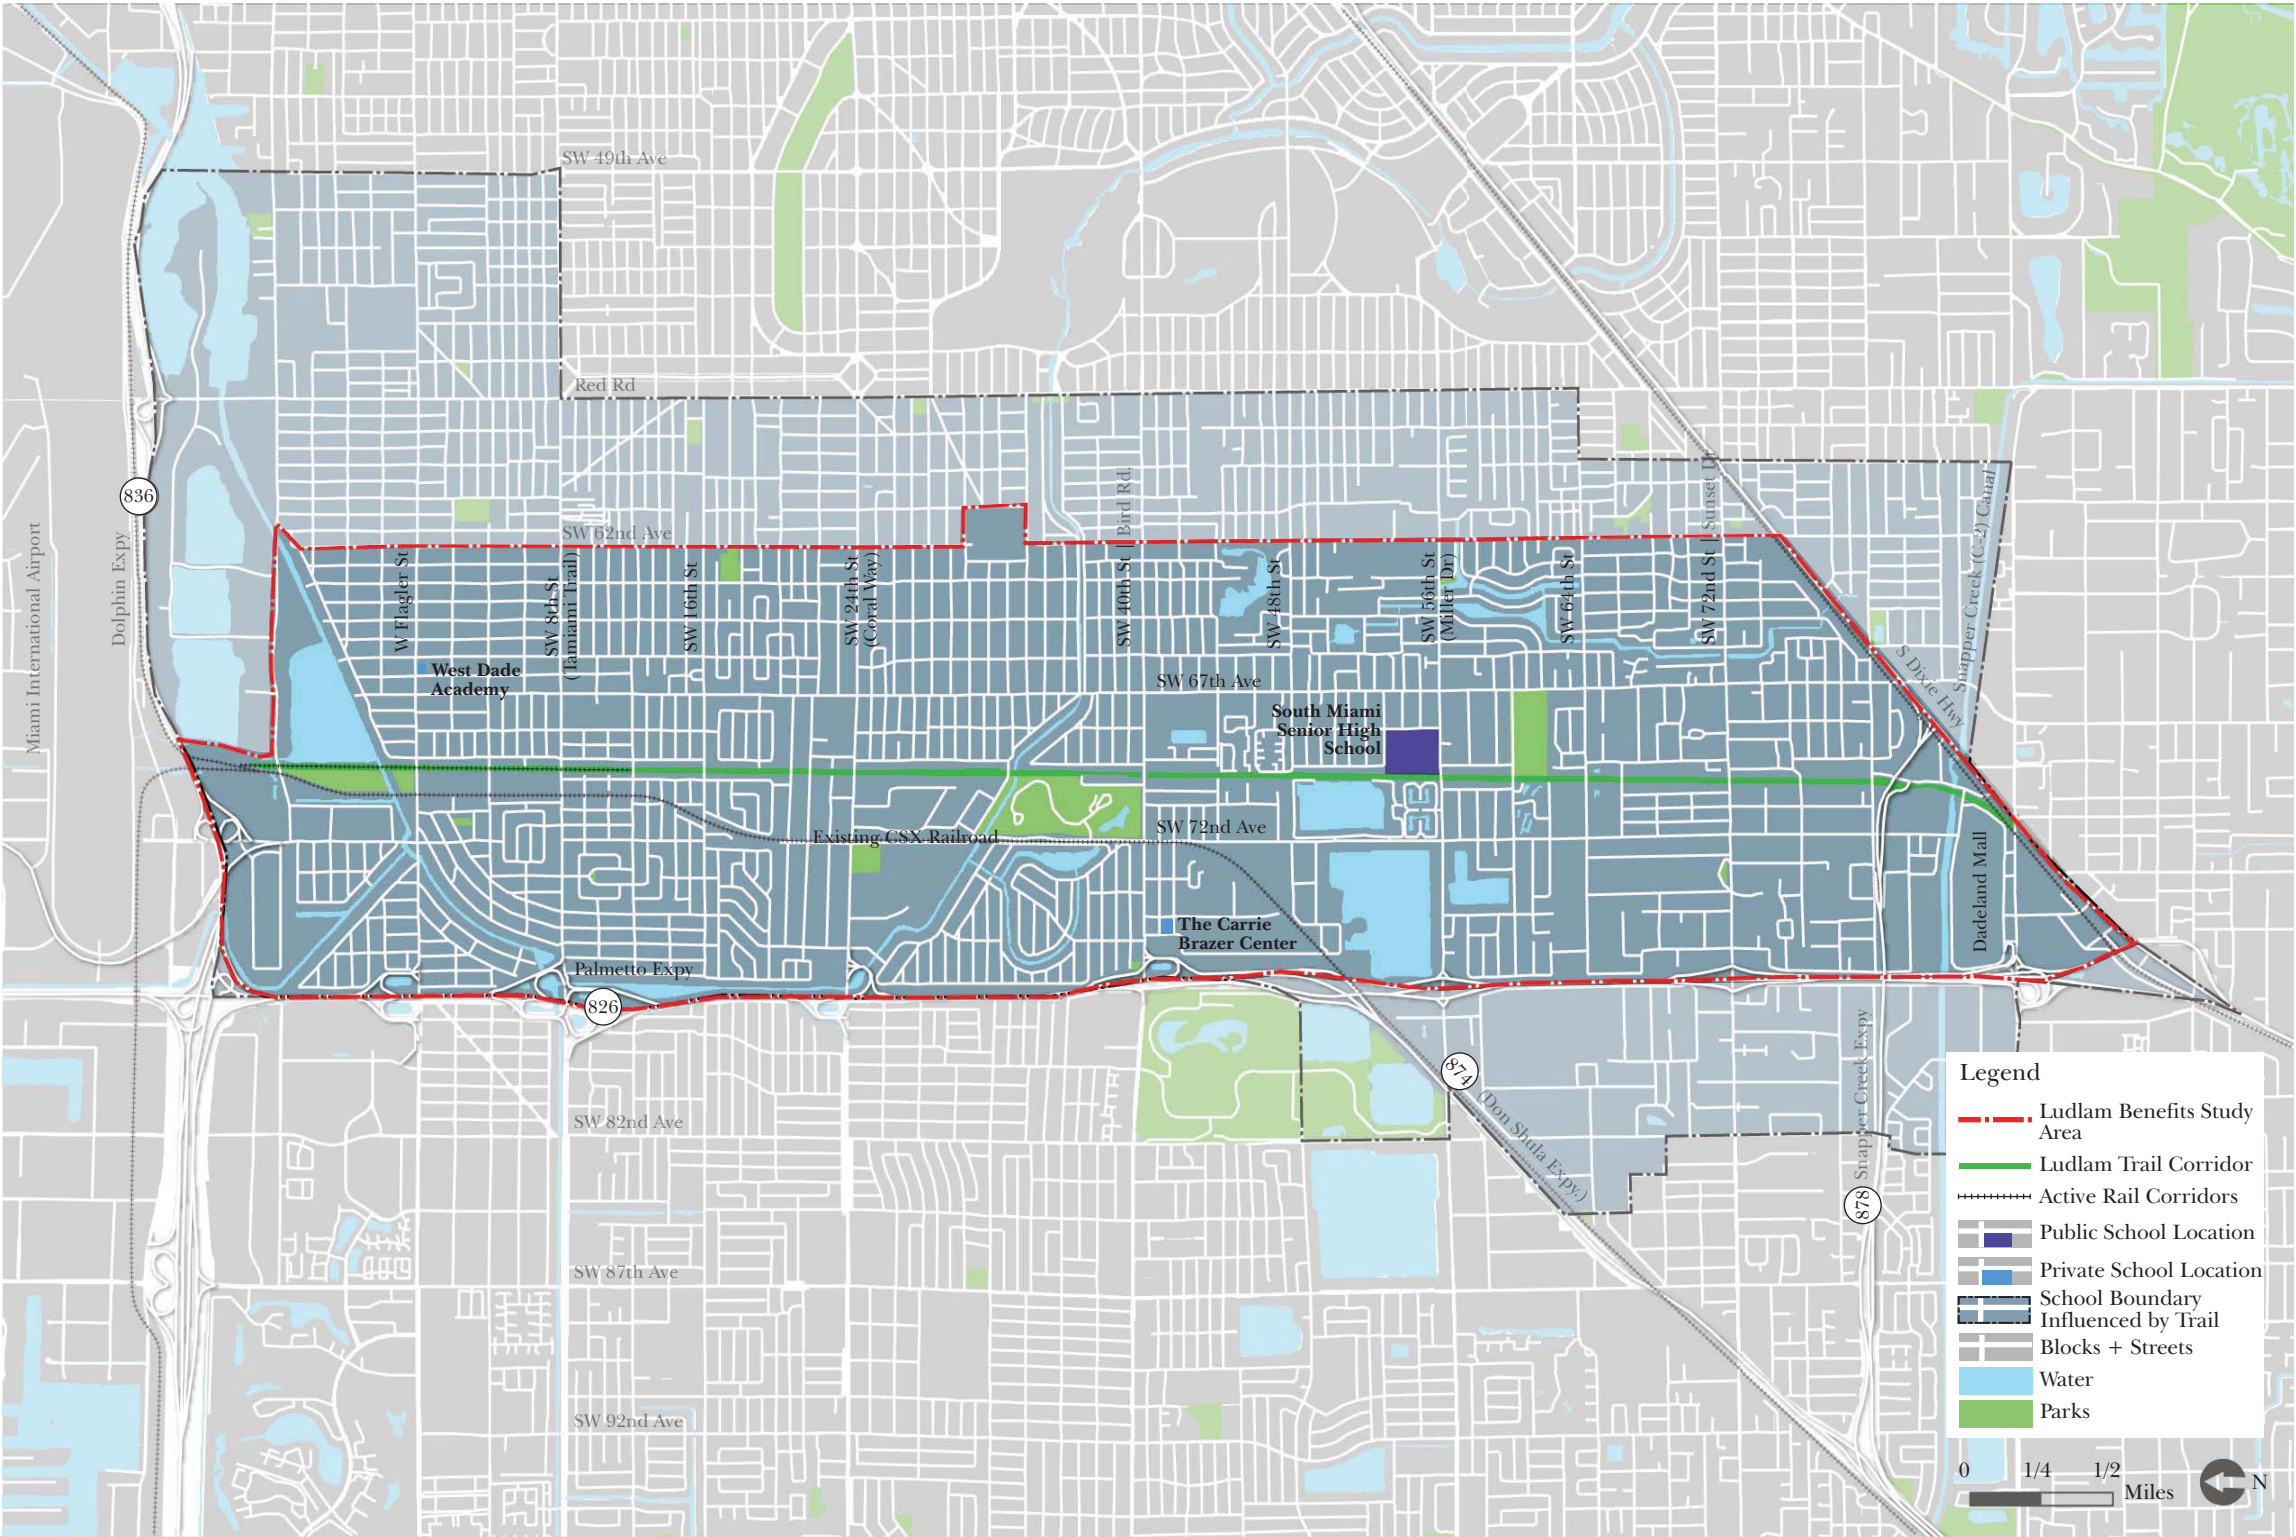 SW 49th Ave
Red Rd
836
Miami International Airport
Dolphin Expy
SW 62nd Ave
W Flagler St
SW 8th St
(Tamiami Trail)
SW 16th St
SW 24th St
(Coral Way)
SW 40th St | Bird Rd.
SW 48th St
SW 56th St
(Miller Dr)
SW 64th St
SW 72nd St | Sunset Dr
Snapper Creek (C-2) Canal
S Dixie Hwy
West Dade
Academy
SW 67th Ave
South Miami
Senior High
School
Existing CSX Railroad
SW 72nd Ave
Dadeland Mall
The Carrie
Brazer Center
Palmetto Expy
826
874
(Don Shula Expy.)
Snapper Creek Expy
878
SW 82nd Ave
SW 87th Ave
SW 92nd Ave
Legend
Ludlam Benefits Study
Area
Ludlam Trail Corridor
Active Rail Corridors
Public School Location
Private School Location
School Boundary
Influenced by Trail
Blocks + Streets
Water
Parks
0 1/4 1/2
Miles
N